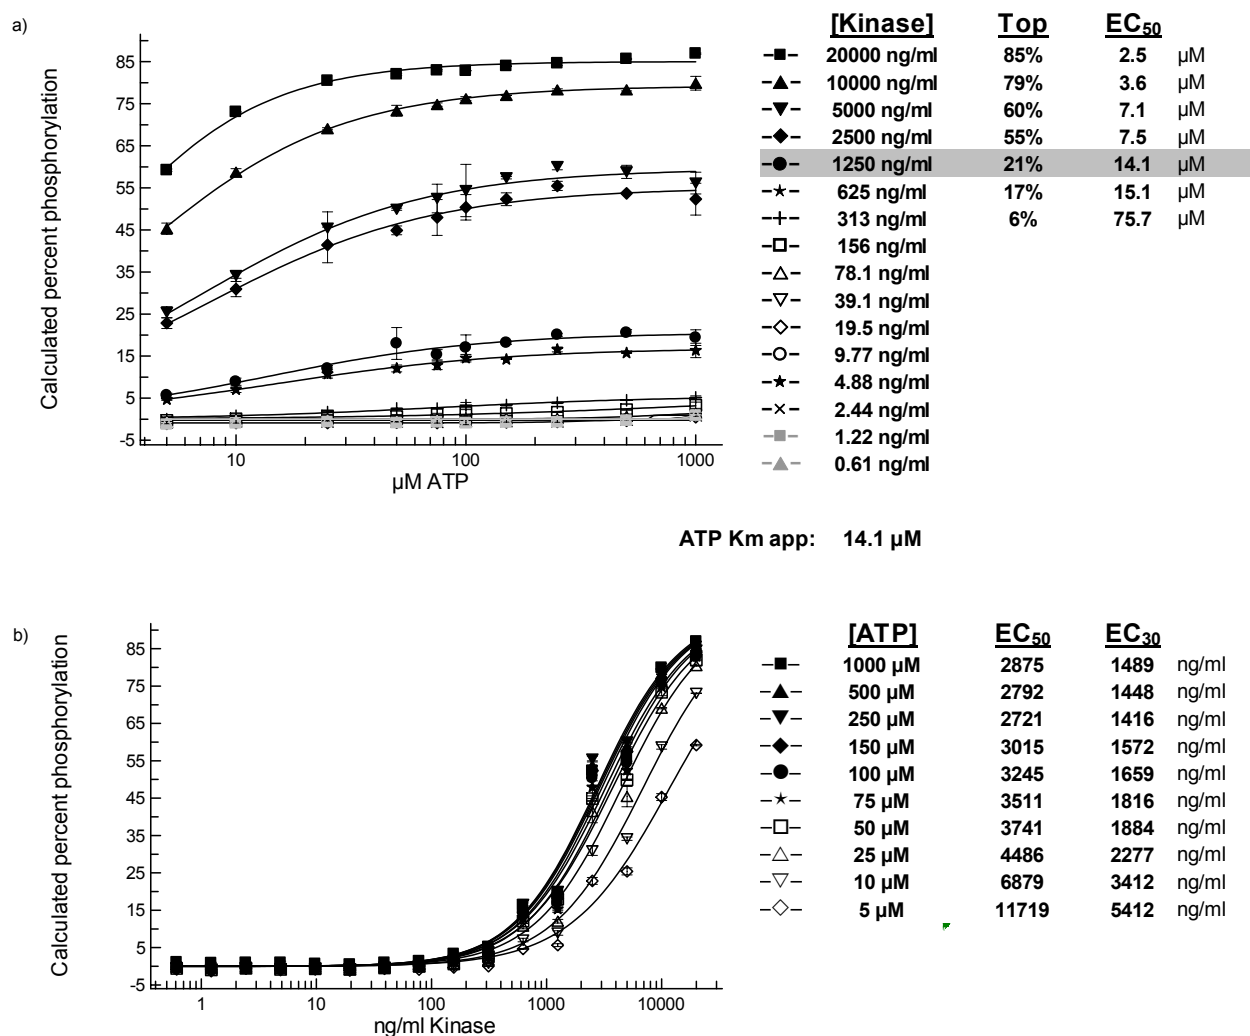 a)
[Kinase] Top EC50
20000 ng/ml 85% 2.5 µM
10000 ng/ml 79% 3.6 µM
5000 ng/ml 60% 7.1 µM
2500 ng/ml 55% 7.5 µM
1250 ng/ml 21% 14.1 µM
625 ng/ml 17% 15.1 µM
313 ng/ml 6% 75.7 µM
156 ng/ml
78.1 ng/ml
39.1 ng/ml
19.5 ng/ml
9.77 ng/ml
4.88 ng/ml
2.44 ng/ml
1.22 ng/ml
0.61 ng/ml
Calculated percent phosphorylation
85
75
65
55
45
35
25
15
5
-5
10 100 1000
µM ATP
ATP Km app: 14.1 µM
b)
[ATP] EC50 EC30
1000 µM 2875 1489 ng/ml
500 µM 2792 1448 ng/ml
250 µM 2721 1416 ng/ml
150 µM 3015 1572 ng/ml
100 µM 3245 1659 ng/ml
75 µM 3511 1816 ng/ml
50 µM 3741 1884 ng/ml
25 µM 4486 2277 ng/ml
10 µM 6879 3412 ng/ml
5 µM 11719 5412 ng/ml
Calculated percent phosphorylation
85
75
65
55
45
35
25
15
5
-5
1 10 100 1000 10000
ng/ml Kinase